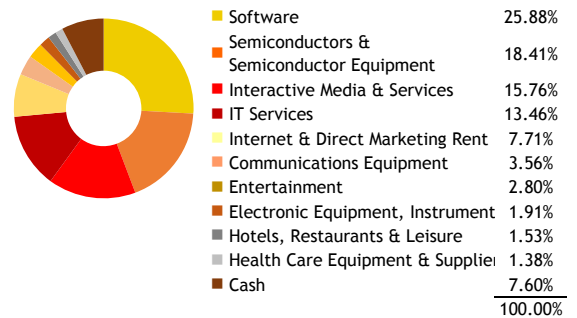 Software 25.88%
Semiconductors &
Semiconductor Equipment 18.41%
Interactive Media & Services 15.76%
IT Services 13.46%
Internet & Direct Marketing Rent 7.71%
Communications Equipment 3.56%
Entertainment 2.80%
Electronic Equipment, Instrument 1.91%
Hotels, Restaurants & Leisure 1.53%
Health Care Equipment & Supplier 1.38%
Cash 7.60%
100.00%